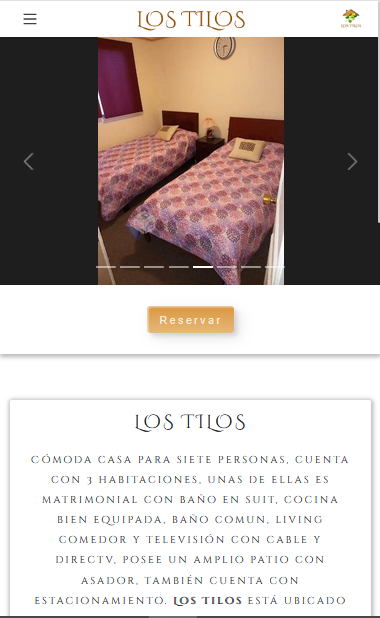 LOS TILOS
LOS TILOS
Reservar
LOS TILOS
CÓMODA CASA PARA SIETE PERSONAS, CUENTA
CON 3 HABITACIONES, UNAS DE ELLAS ES
MATRIMONIAL CON BAÑO EN SUIT, COCINA
BIEN EQUIPADA, BAÑO COMUN, LIVING
COMEDOR Y TELEVISIÓN CON CABLE Y
DIRECTV, POSEE UN AMPLIO PATIO CON
ASADOR, TAMBIÉN CUENTA CON
ESTACIONAMIENTO. LOS TILOS ESTÁ UBICADO